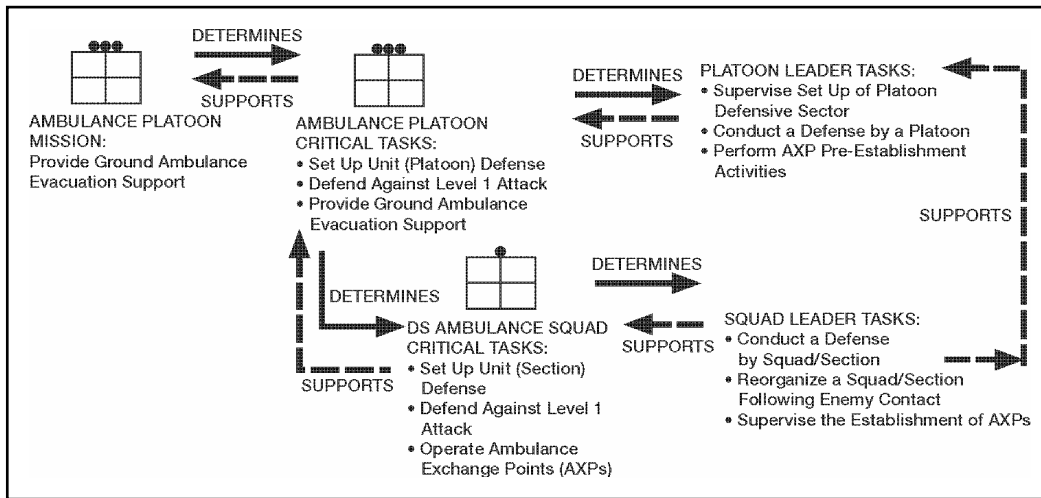 DETERMINES
SUPPORTS
AMBULANCE PLATOON
MISSION:
Provide Ground Ambulance
Evacuation Support
AMBULANCE PLATOON
CRITICAL TASKS:
• Set Up Unit (Platoon) Defense
• Defend Against Level 1 Attack
• Provide Ground Ambulance
Evacuation Support
DETERMINES
SUPPORTS
PLATOON LEADER TASKS:
• Supervise Set Up of Platoon
Defensive Sector
• Conduct a Defense by a Platoon
• Perform AXP Pre-Establishment
Activities
SUPPORTS
DETERMINES
SUPPORTS
DS AMBULANCE SQUAD
CRITICAL TASKS:
• Set Up Unit (Section)
Defense
• Defend Against Level 1
Attack
• Operate Ambulance
Exchange Points (AXPs)
DETERMINES
SUPPORTS
SQUAD LEADER TASKS:
• Conduct a Defense
by Squad/Section
• Reorganize a Squad/Section
Following Enemy Contact
• Supervise the Establishment of AXPs